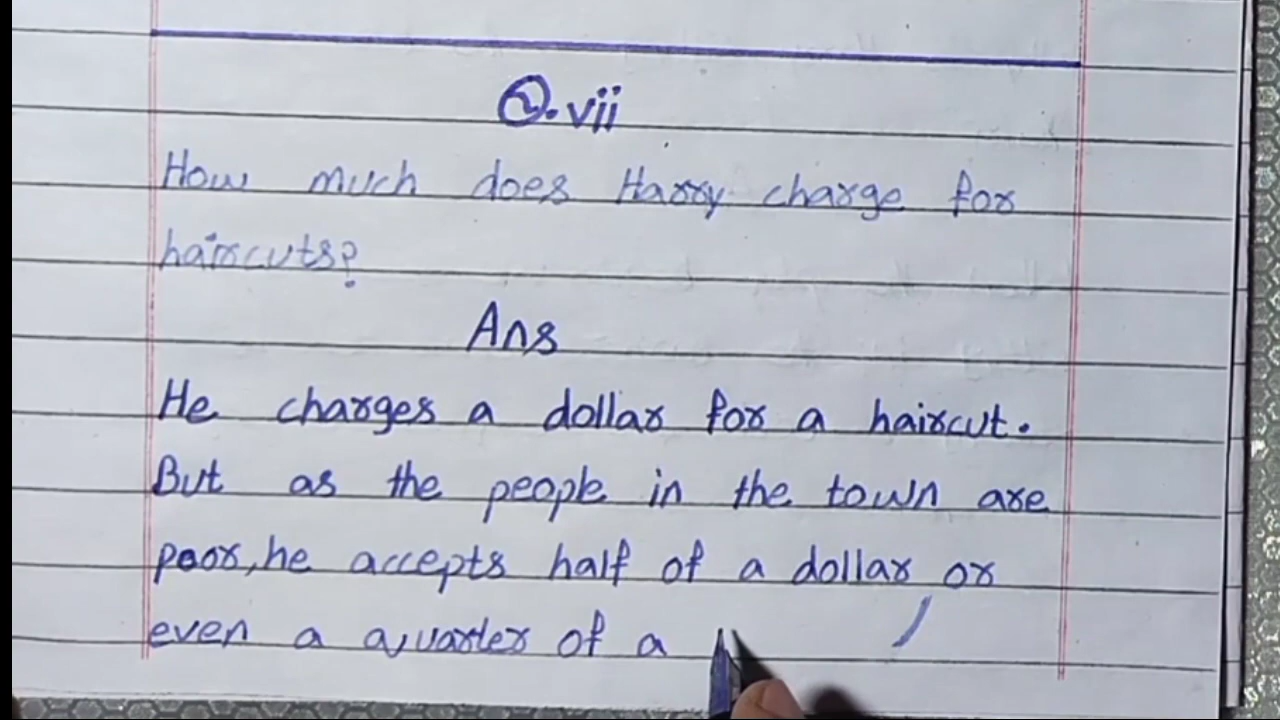 Q.vii
How much does Harry charge for
haircuts?
Ans
He charges a dollar for a haircut.
But as the people in the town are
poor, he accepts half of a dollar or
even a quarter of a